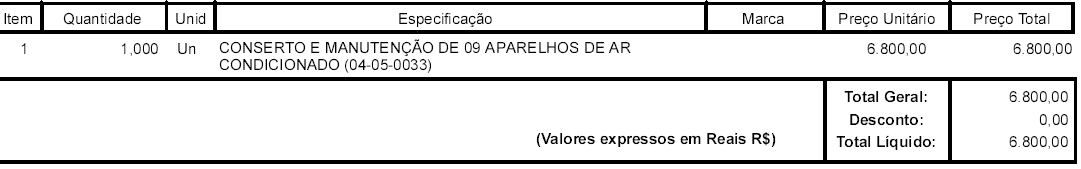 Item Quantidade Unid Especificação Marca Preço Unitário Preço Total
1 1,000 Un CONSERTO E MANUTENÇÃO DE 09 APARELHOS DE AR 6.800,00 6.800,00
CONDICIONADO (04-05-0033)
Total Geral: 6.800,00
Desconto: 0,00
(Valores expressos em Reais R$) Total Líquido: 6.800,00